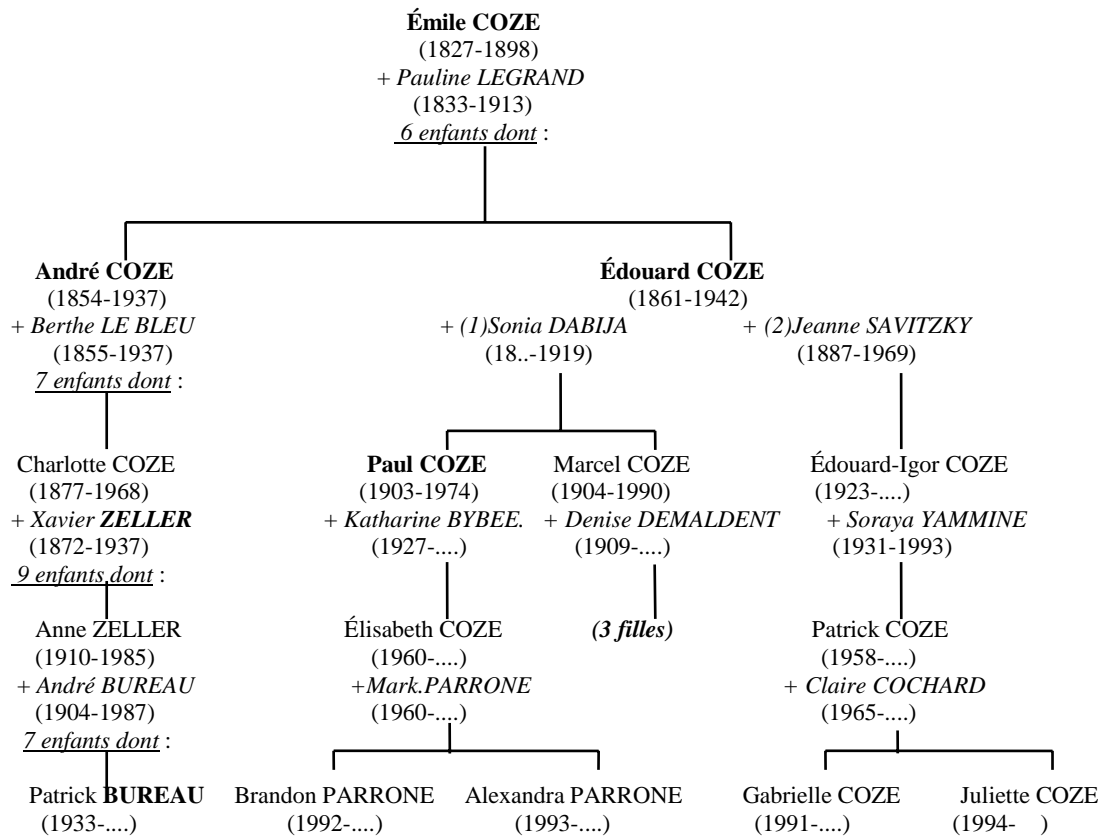 Émile COZE
(1827-1898)
+ Pauline LEGRAND
(1833-1913)
6 enfants dont :
André COZE
(1854-1937)
+ Berthe LE BLEU
(1855-1937)
7 enfants dont :
Édouard COZE
(1861-1942)
+ (1)Sonia DABIJA
(18..-1919)
+ (2)Jeanne SAVITZKY
(1887-1969)
Charlotte COZE
(1877-1968)
+ Xavier ZELLER
(1872-1937)
9 enfants dont :
Paul COZE
(1903-1974)
+ Katharine BYBEE.
(1927-....)
Marcel COZE
(1904-1990)
+ Denise DEMALDENT
(1909-....)
Édouard-Igor COZE
(1923-....)
+ Soraya YAMMINE
(1931-1993)
Anne ZELLER
(1910-1985)
+ André BUREAU
(1904-1987)
7 enfants dont :
Élisabeth COZE
(1960-....)
+Mark.PARRONE
(1960-....)
(3 filles)
Patrick COZE
(1958-....)
+ Claire COCHARD
(1965-....)
Patrick BUREAU
(1933-....)
Brandon PARRONE
(1992-....)
Alexandra PARRONE
(1993-....)
Gabrielle COZE
(1991-....)
Juliette COZE
(1994-    )